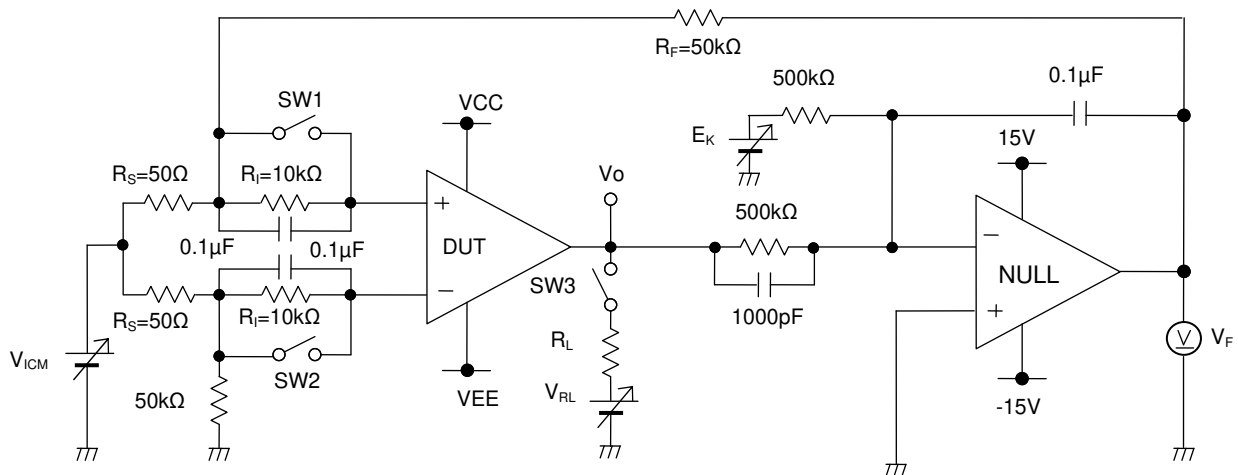 RF=50kΩ
500kΩ
0.1µF
SW1
VCC
EK
15V
RS=50Ω
RI=10kΩ
Vo
+
500kΩ
−
0.1µF
0.1µF
DUT
NULL
SW3
−
+
RS=50Ω
RI=10kΩ
1000pF
V
VF
VICM
RL
SW2
50kΩ
VEE
VRL
-15V